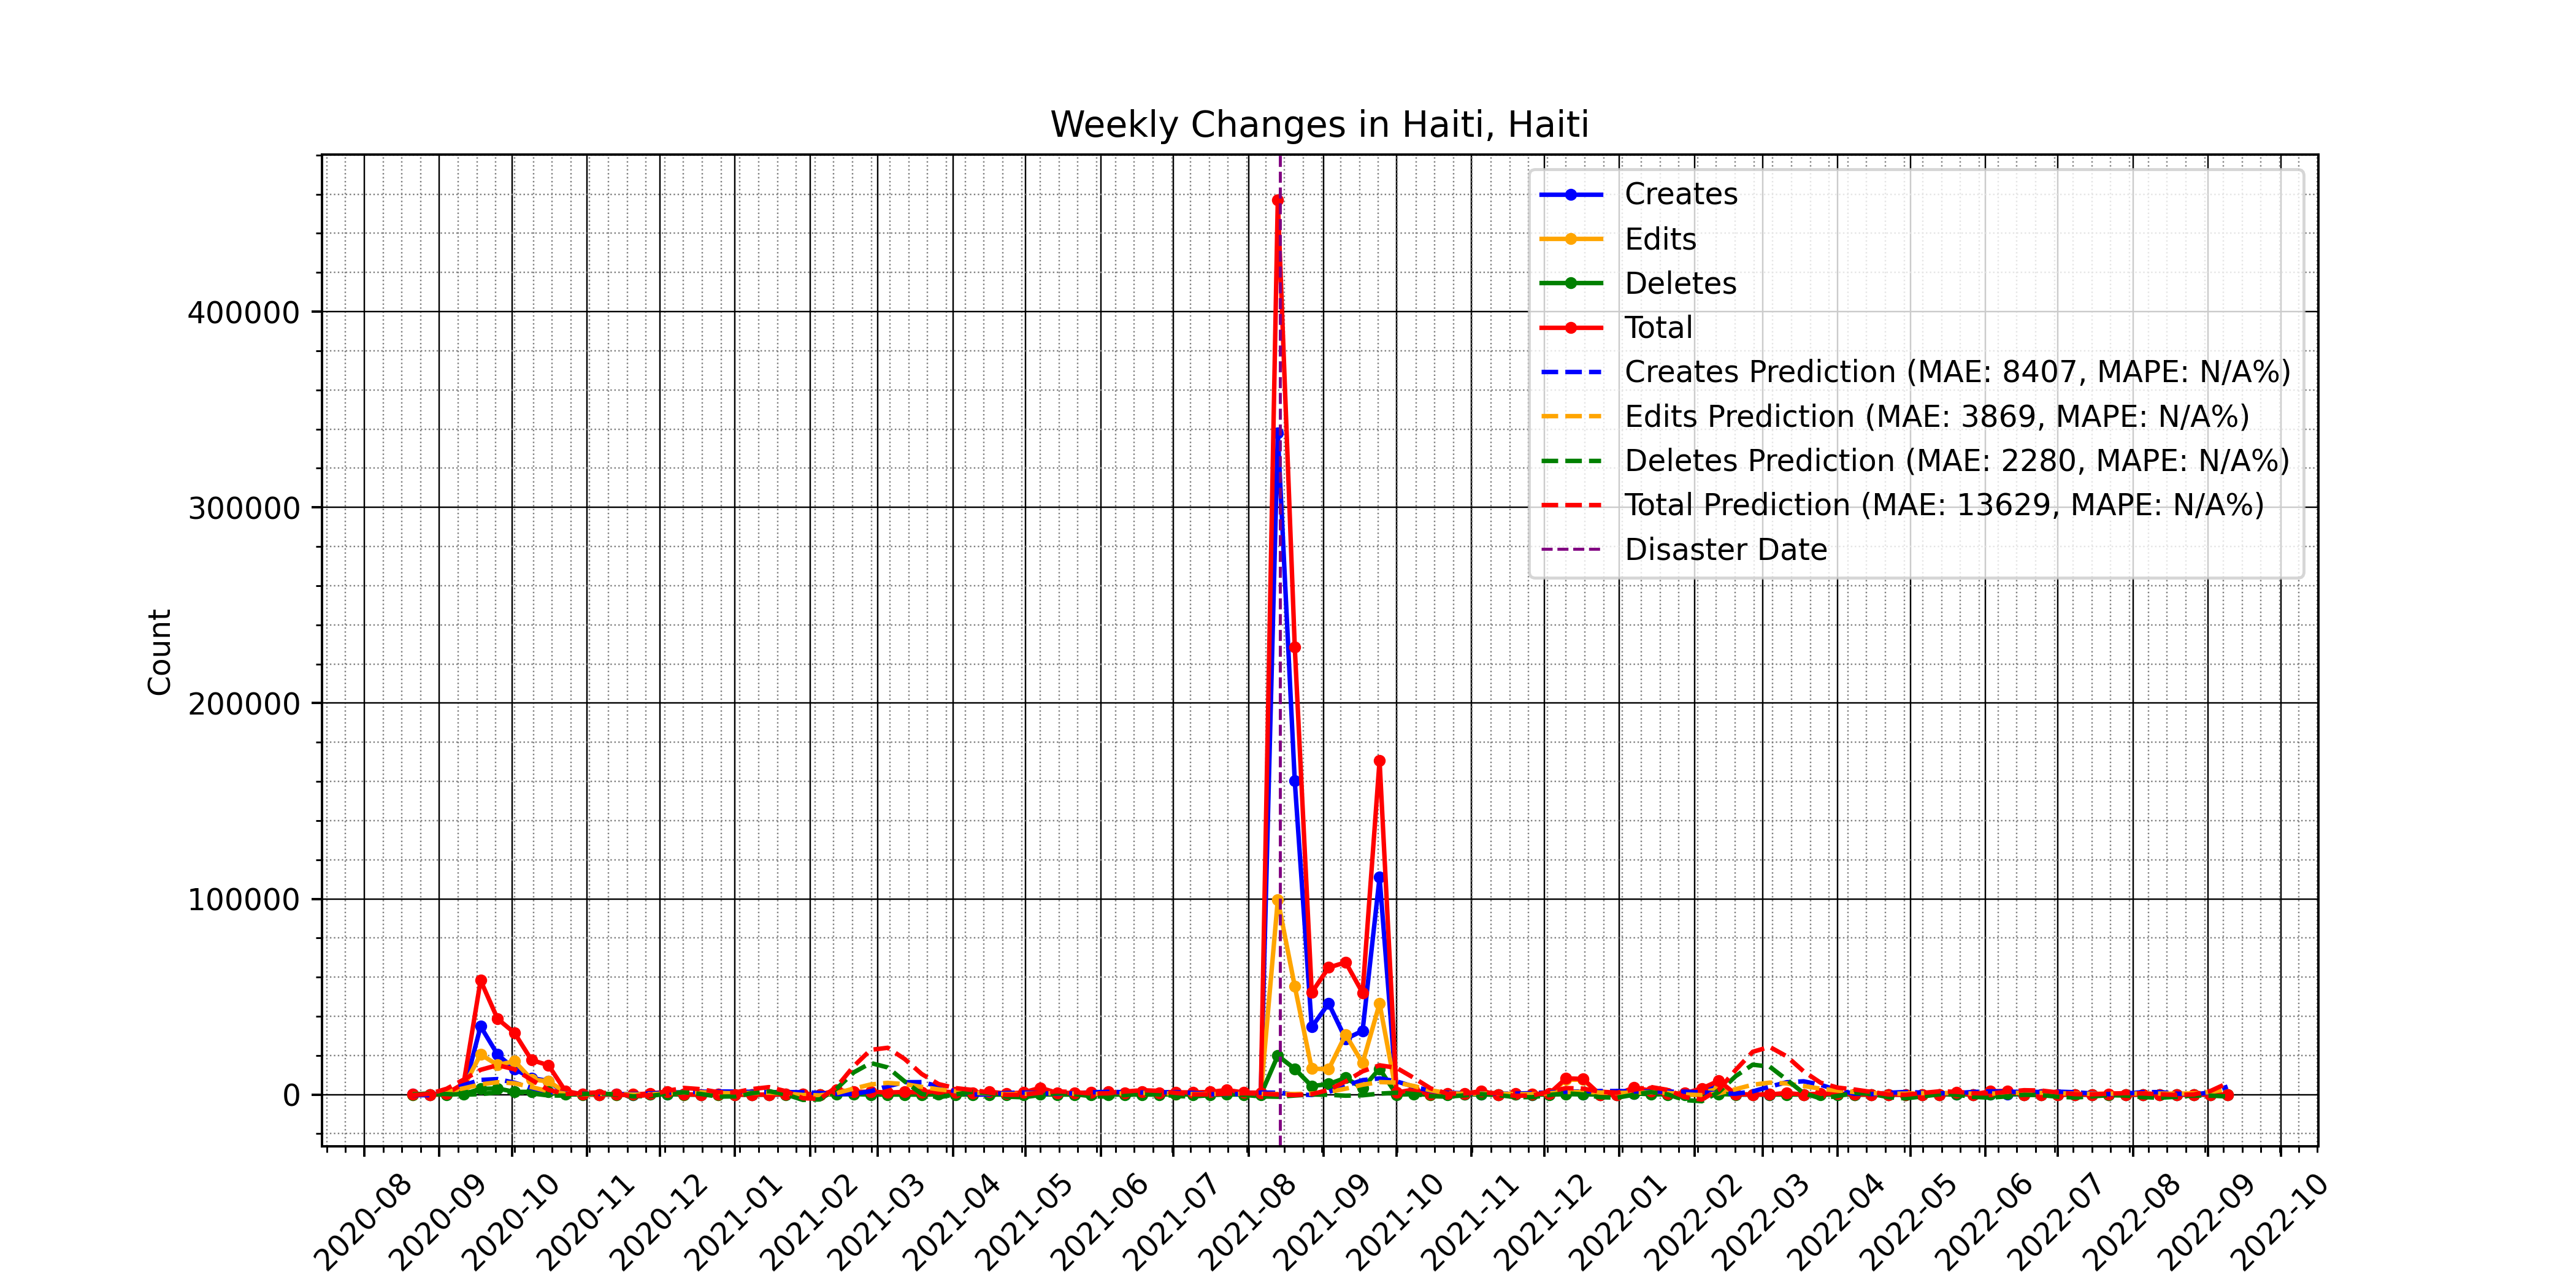 Weekly Changes in Haiti, Haiti
Creates
Edits
Deletes
Total
Creates Prediction (MAE: 8407, MAPE: N/A%)
Edits Prediction (MAE: 3869, MAPE: N/A%)
Deletes Prediction (MAE: 2280, MAPE: N/A%)
Total Prediction (MAE: 13629, MAPE: N/A%)
Disaster Date
Count
400000
300000
200000
100000
0
2020-08
2020-09
2020-10
2020-11
2020-12
2021-01
2021-02
2021-03
2021-04
2021-05
2021-06
2021-07
2021-08
2021-09
2021-10
2021-11
2021-12
2022-01
2022-02
2022-03
2022-04
2022-05
2022-06
2022-07
2022-08
2022-09
2022-10